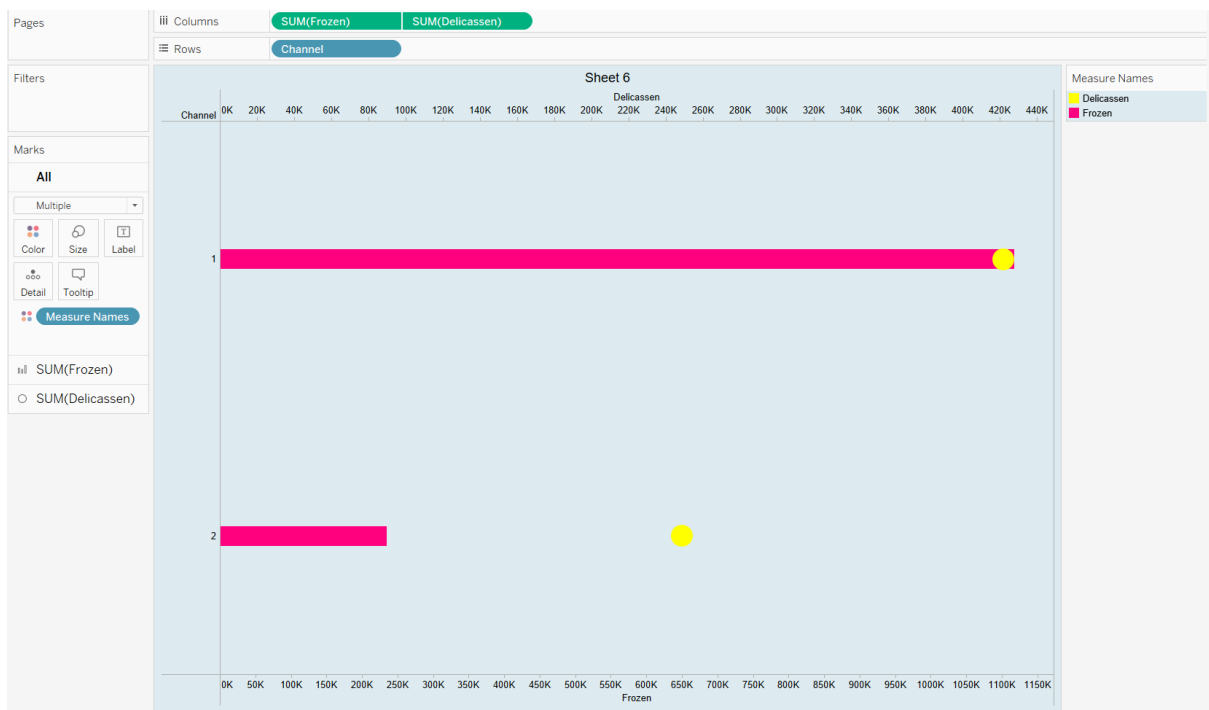 Pages
Columns SUM(Frozen) SUM(Delicassen)
Rows Channel
Filters
Marks
All
Multiple
Color Size Label
Detail Tooltip
Measure Names
SUM(Frozen)
SUM(Delicassen)
Sheet 6
Delicassen
Channel 0K 20K 40K 60K 80K 100K 120K 140K 160K 180K 200K 220K 240K 260K 280K 300K 320K 340K 360K 380K 400K 420K 440K
1
2
0K 50K 100K 150K 200K 250K 300K 350K 400K 450K 500K 550K 600K 650K 700K 750K 800K 850K 900K 950K 1000K 1050K 1100K 1150K
Frozen
Measure Names
Delicassen
Frozen